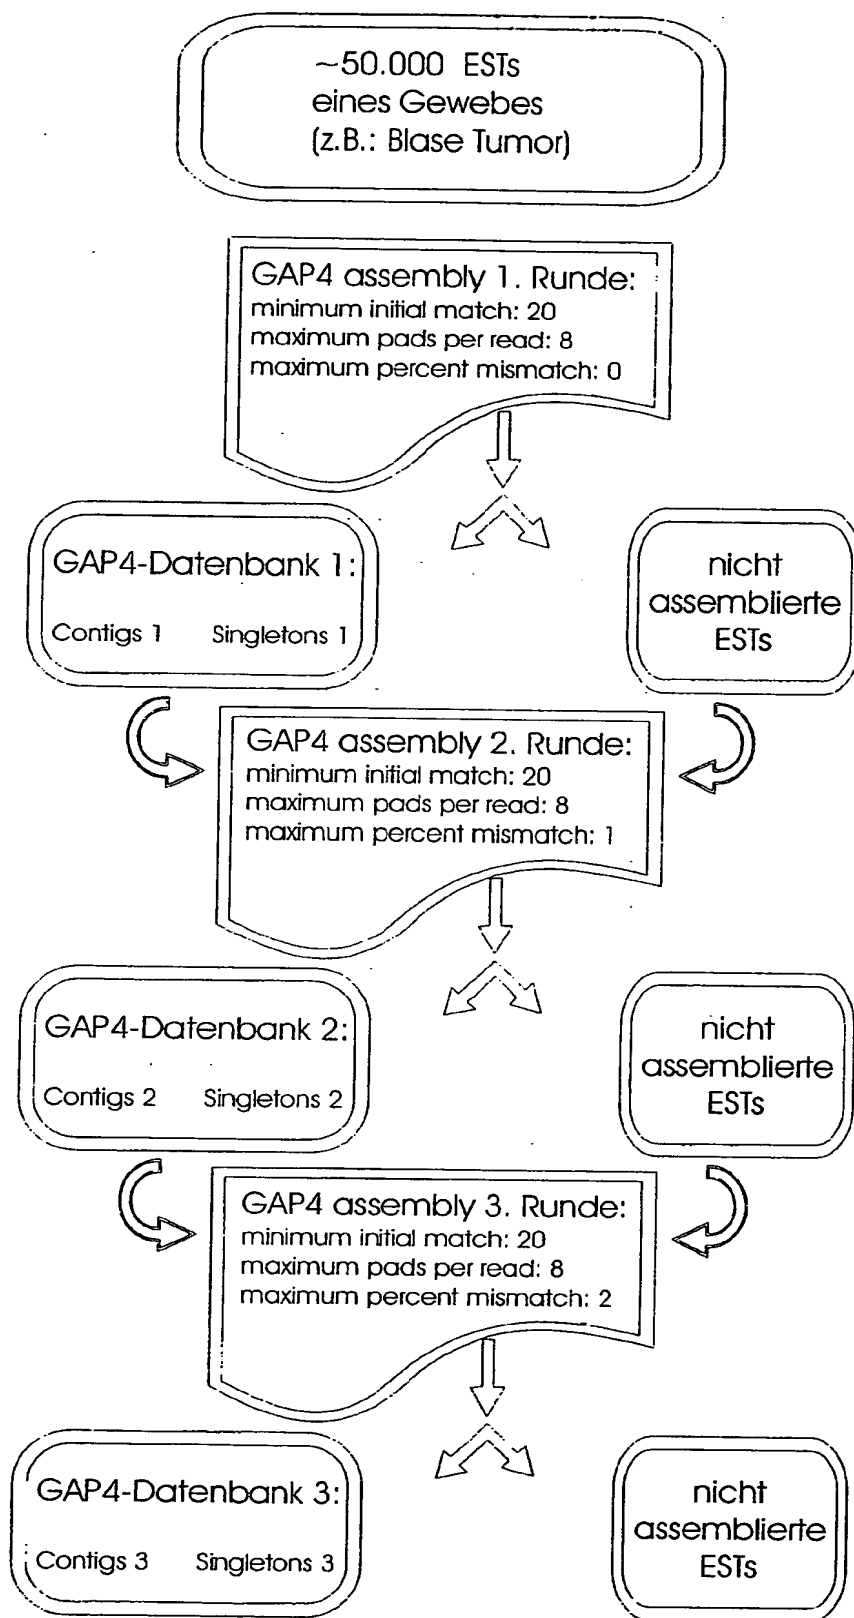 ~50.000 ESTs
eines Gewebes
(z.B.: Blase Tumor)
GAP4 assembly 1. Runde:
minimum initial match: 20
maximum pads per read: 8
maximum percent mismatch: 0
GAP4-Datenbank 1:
Contigs 1 Singletons 1
nicht
assemblierte
ESTs
GAP4 assembly 2. Runde:
minimum initial match: 20
maximum pads per read: 8
maximum percent mismatch: 1
GAP4-Datenbank 2:
Contigs 2 Singletons 2
nicht
assemblierte
ESTs
GAP4 assembly 3. Runde:
minimum initial match: 20
maximum pads per read: 8
maximum percent mismatch: 2
GAP4-Datenbank 3:
Contigs 3 Singletons 3
nicht
assemblierte
ESTs